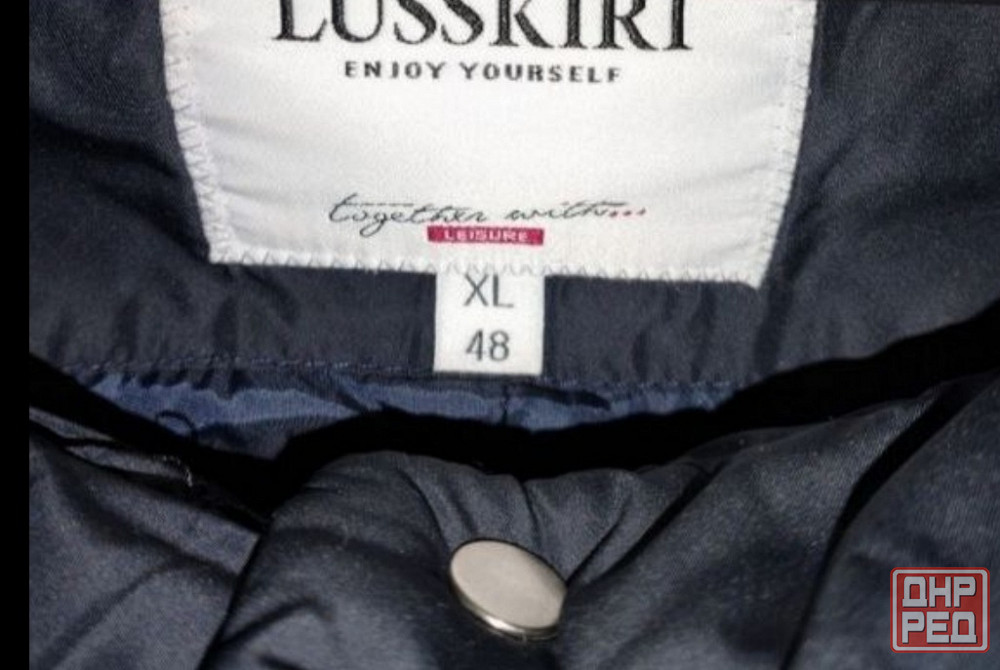 LUSSKIRI
ENJOY YOURSELF
together with...
LEISURE
XL
48
ДНР
РЕД